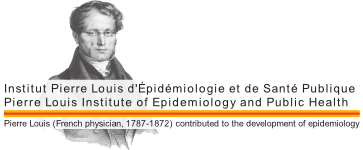 Institut Pierre Louis d'Épidémiologie et de Santé Publique
Pierre Louis Institute of Epidemiology and Public Health
Pierre Louis (French physician, 1787-1872) contributed to the development of epidemiology